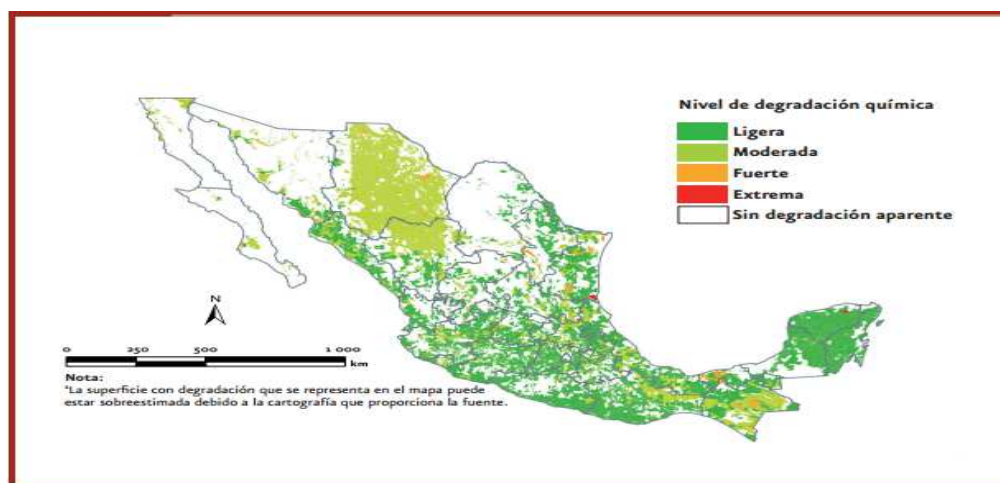 Nivel de degradación química
Ligera
Moderada
Fuerte
Extrema
Sin degradación aparente
N
0 250 500 1 000
km
Nota:
*La superficie con degradación que se representa en el mapa puede
estar sobreestimada debido a la cartografía que proporciona la fuente.